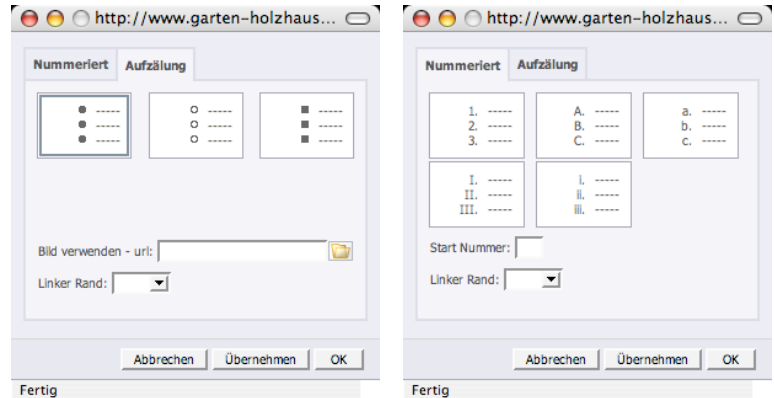 http://www.garten-holzhaus...
Nummeriert Aufzälung
Bild verwenden - url:
Linker Rand:
Abbrechen Übernehmen OK
Fertig
http://www.garten-holzhaus...
Nummeriert Aufzälung
1. ----- A. ----- a. -----
2. ----- B. ----- b. -----
3. ----- C. ----- c. -----
I. ----- i. -----
II. ----- ii. -----
III. ----- iii. -----
Start Nummer:
Linker Rand:
Abbrechen Übernehmen OK
Fertig